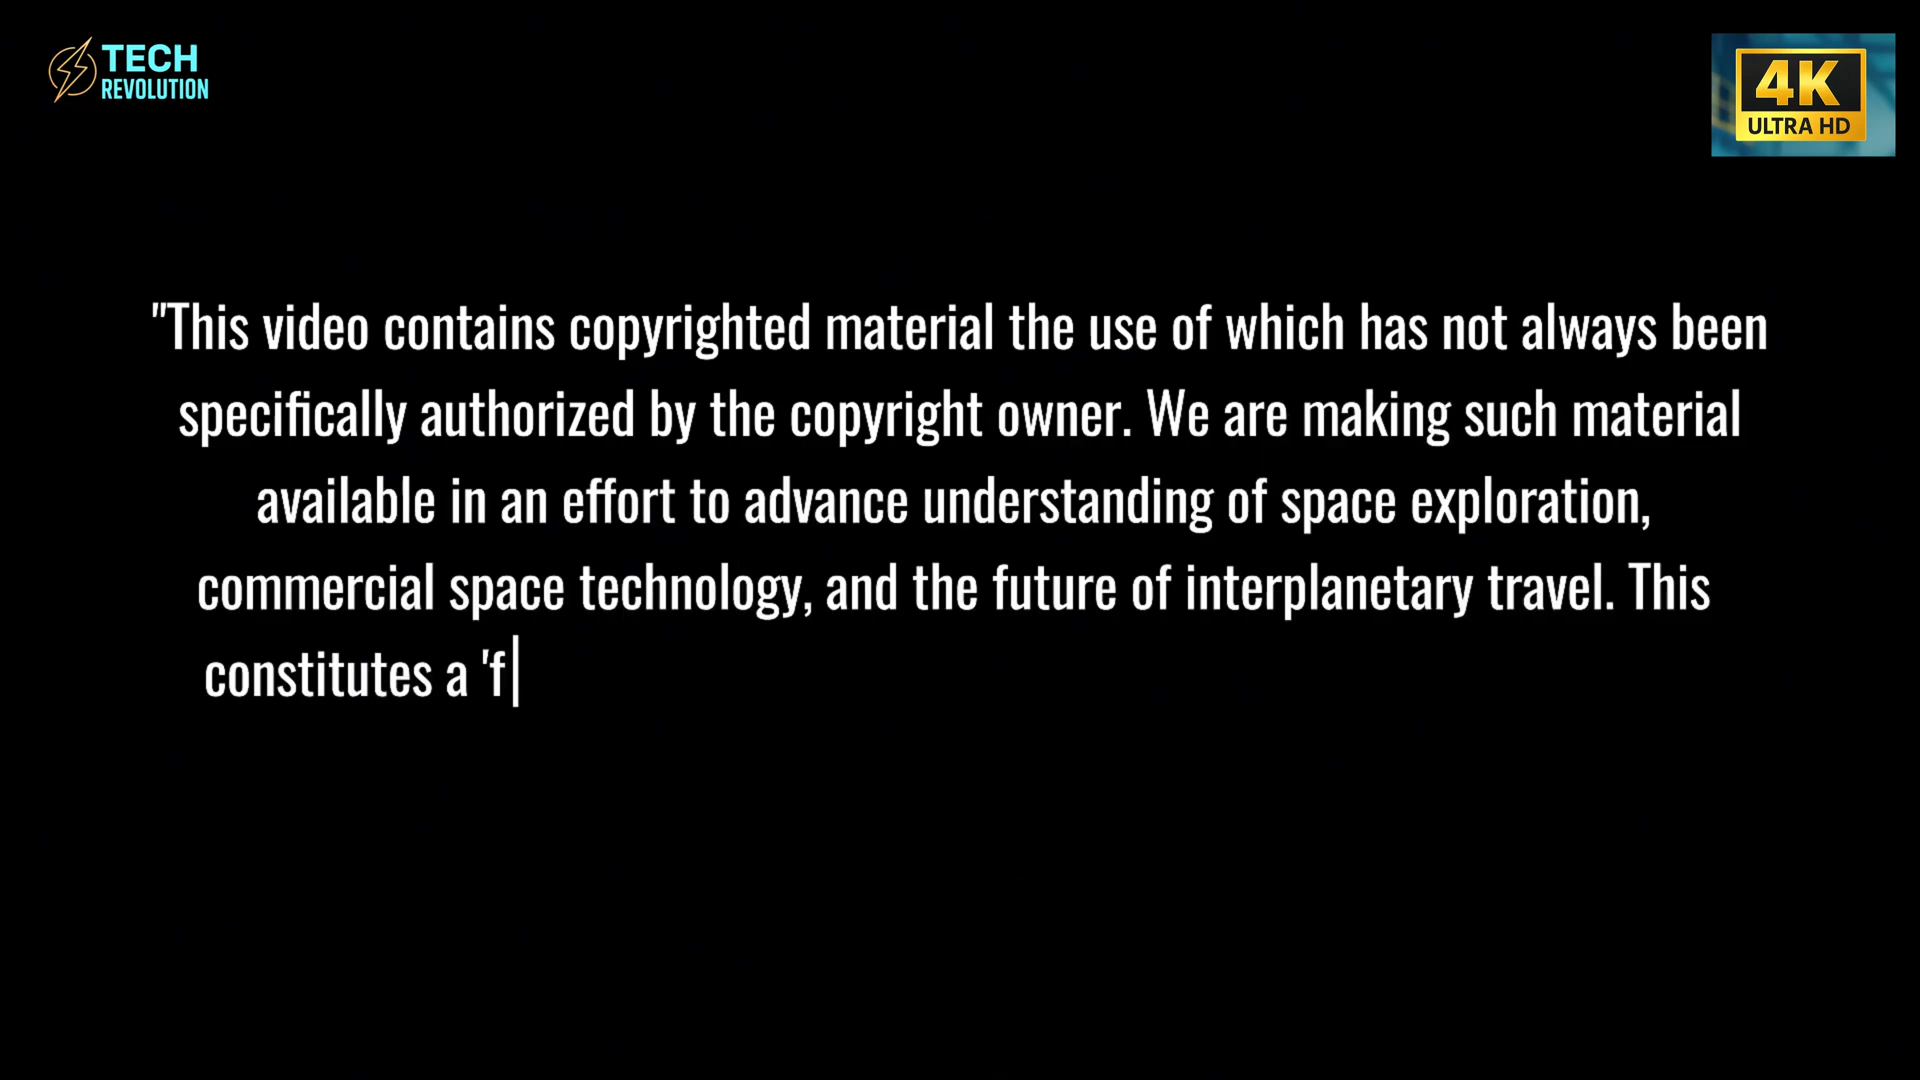 TECH
REVOLUTION
4K
ULTRA HD
"This video contains copyrighted material the use of which has not always been
specifically authorized by the copyright owner. We are making such material
available in an effort to advance understanding of space exploration,
commercial space technology, and the future of interplanetary travel. This
constitutes a 'f